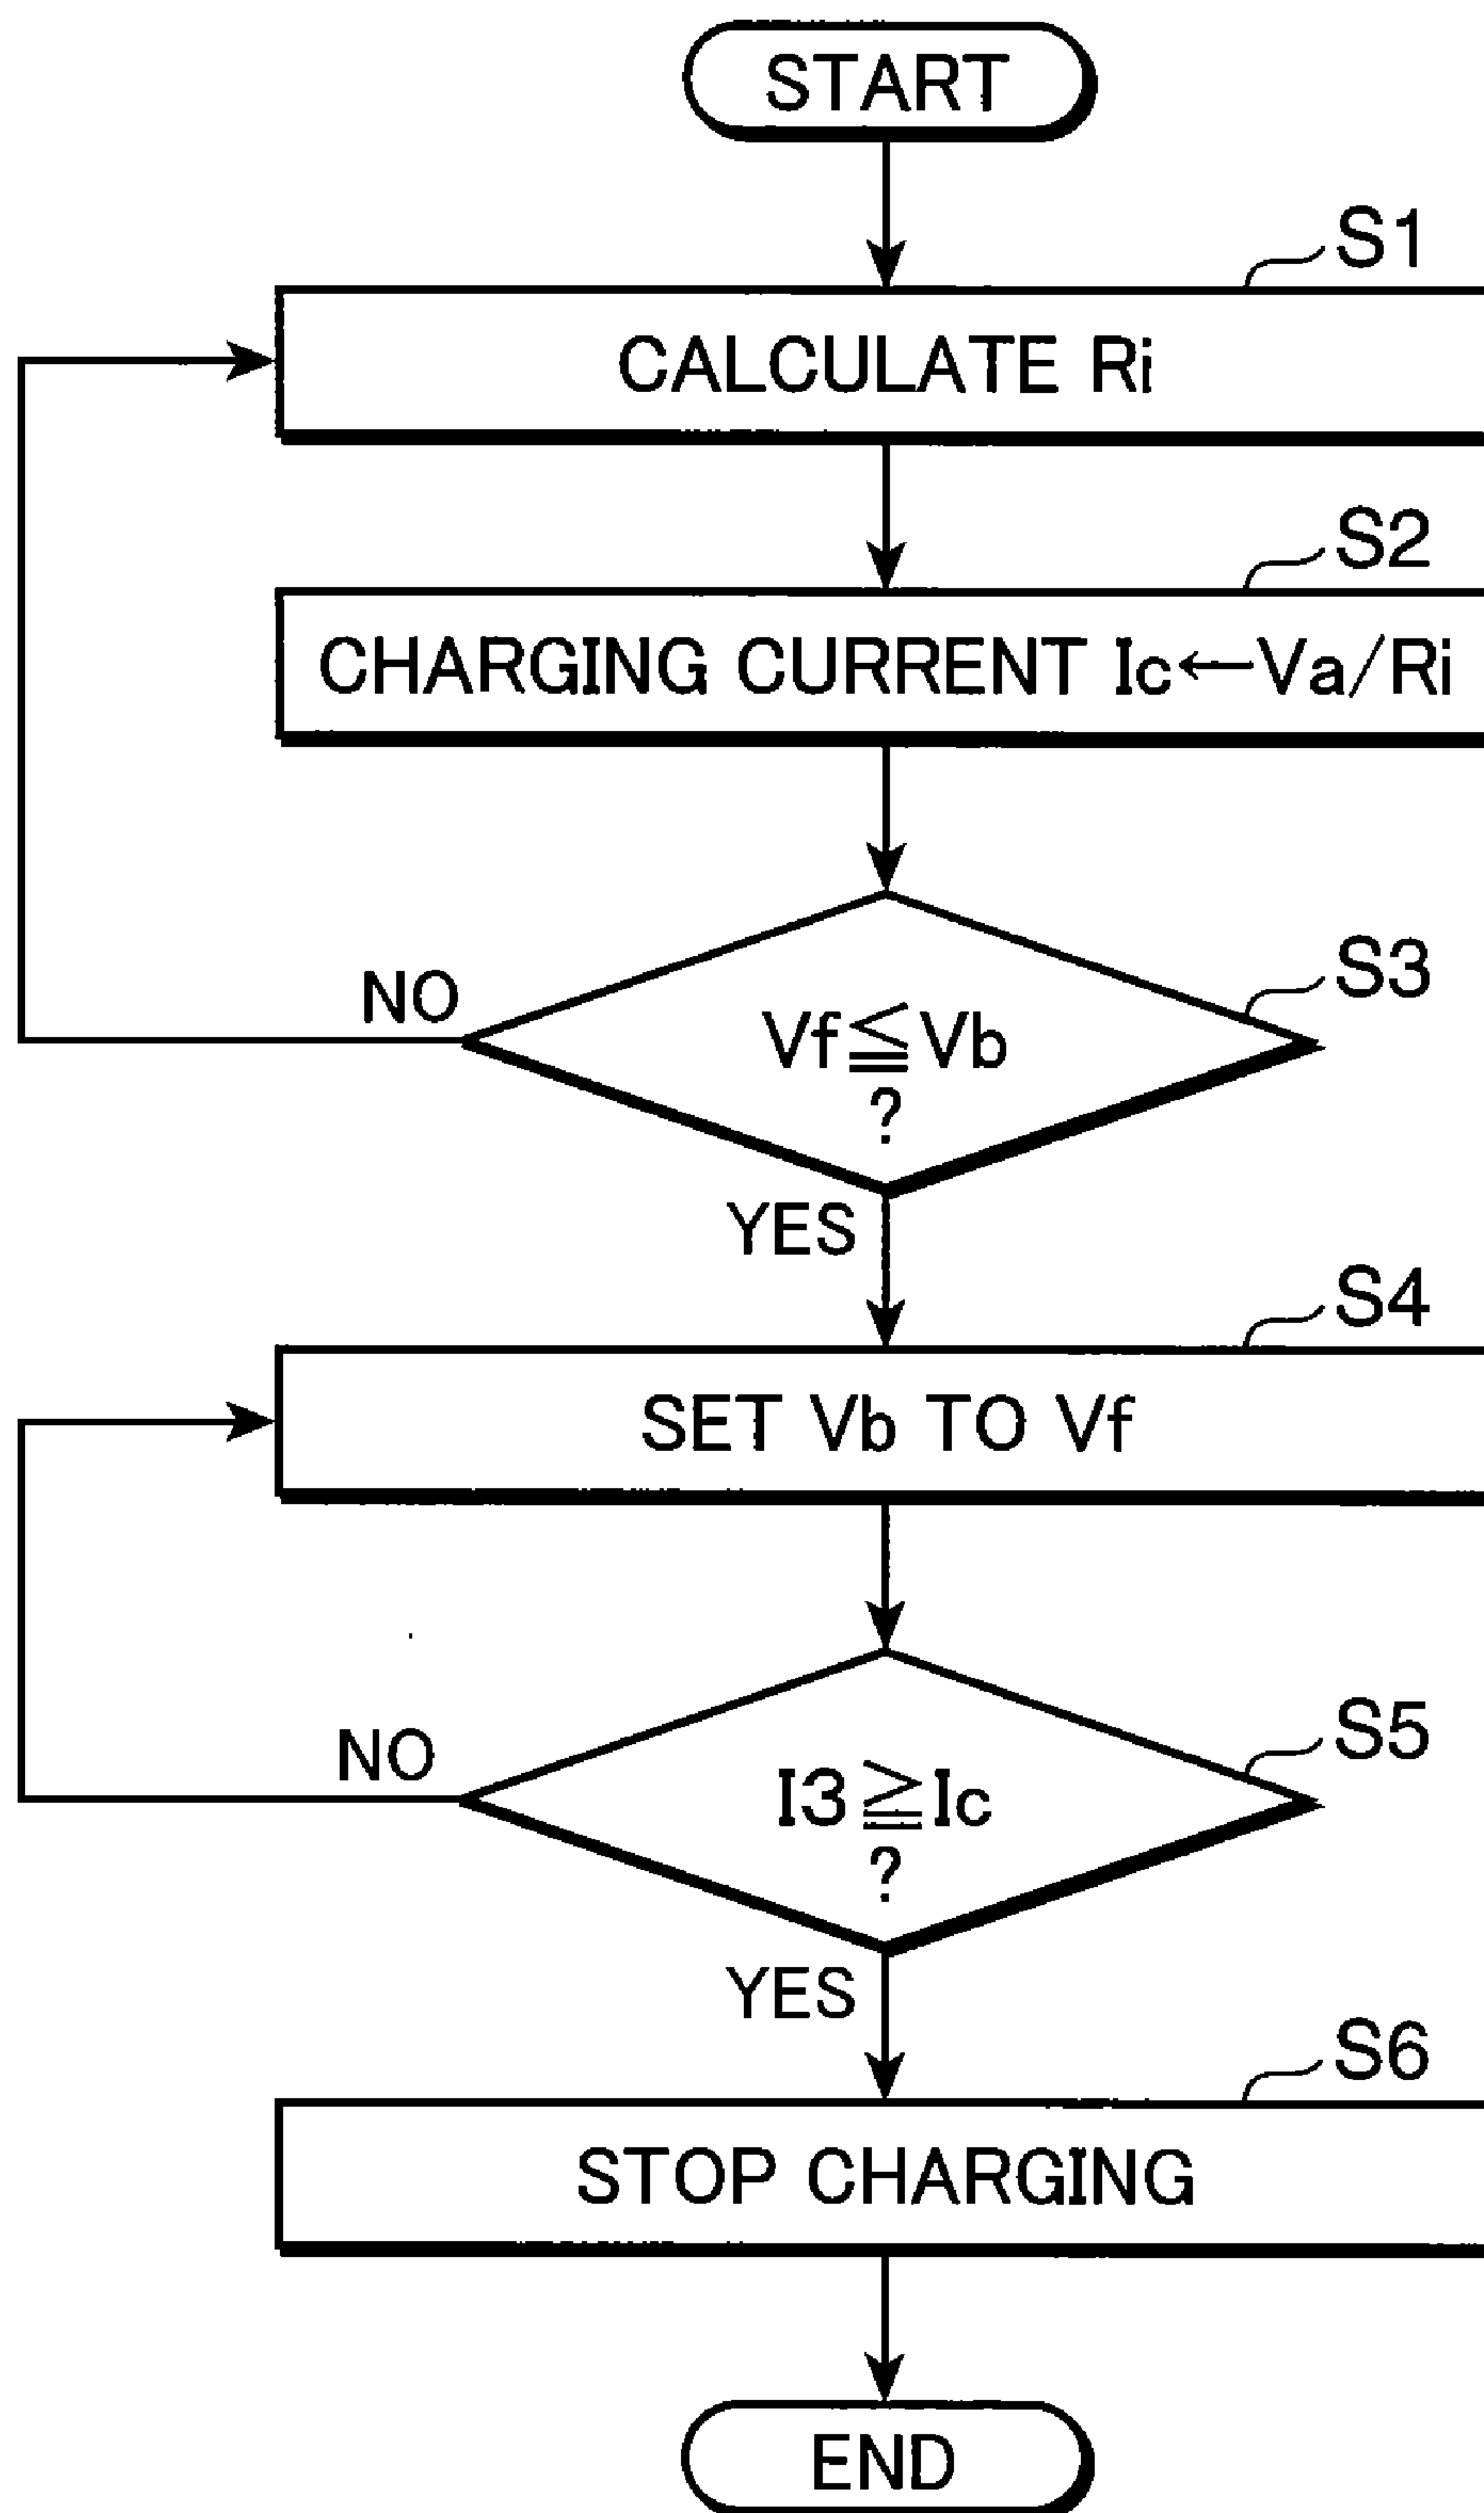 START
S1
CALCULATE Ri
S2
CHARGING CURRENT Ic←Va/Ri
S3
NO
Vf≦Vb
?
YES
S4
SET Vb TO Vf
S5
NO
I3≧Ic
?
YES
S6
STOP CHARGING
END